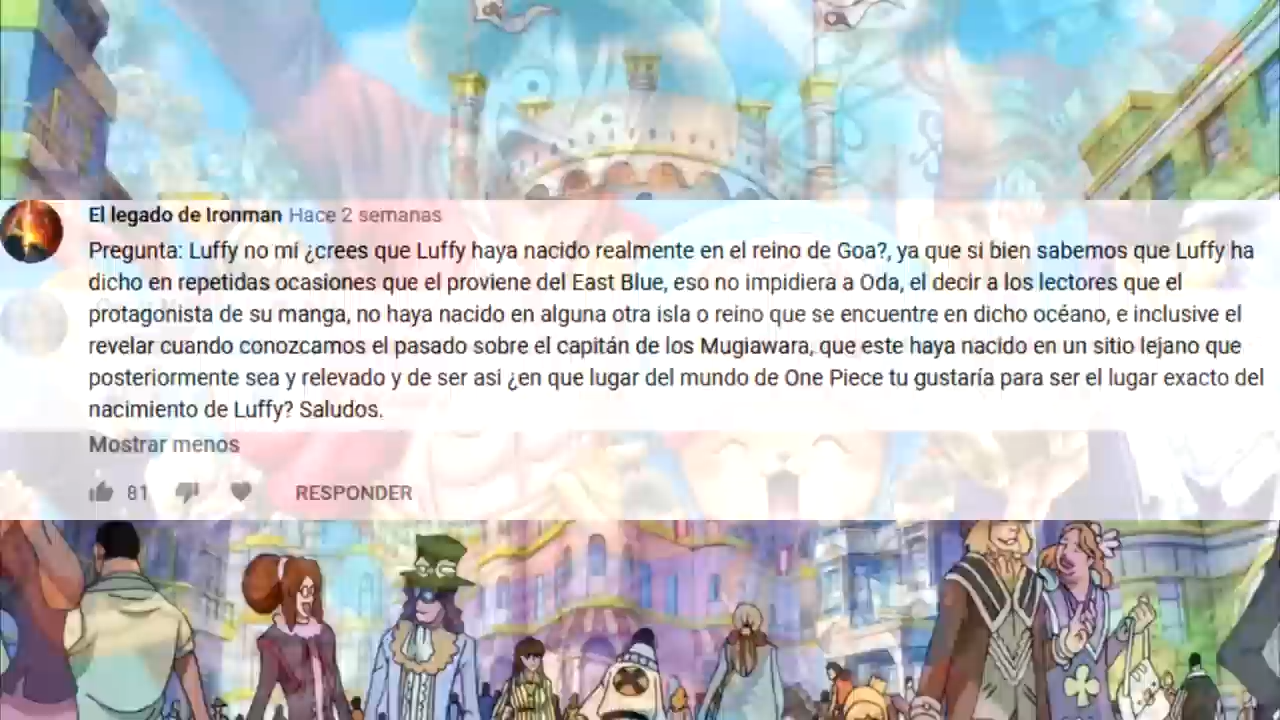 El legado de Ironman Hace 2 semanas
Pregunta: Luffy no mí ¿crees que Luffy haya nacido realmente en el reino de Goa?, ya que si bien sabemos que Luffy ha
dicho en repetidas ocasiones que el proviene del East Blue, eso no impidiera a Oda, el decir a los lectores que el
protagonista de su manga, no haya nacido en alguna otra isla o reino que se encuentre en dicho océano, e inclusive el
revelar cuando conozcamos el pasado sobre el capitán de los Mugiawara, que este haya nacido en un sitio lejano que
posteriormente sea y relevado y de ser asi ¿en que lugar del mundo de One Piece tu gustaría para ser el lugar exacto del
nacimiento de Luffy? Saludos.
Mostrar menos
81 RESPONDER